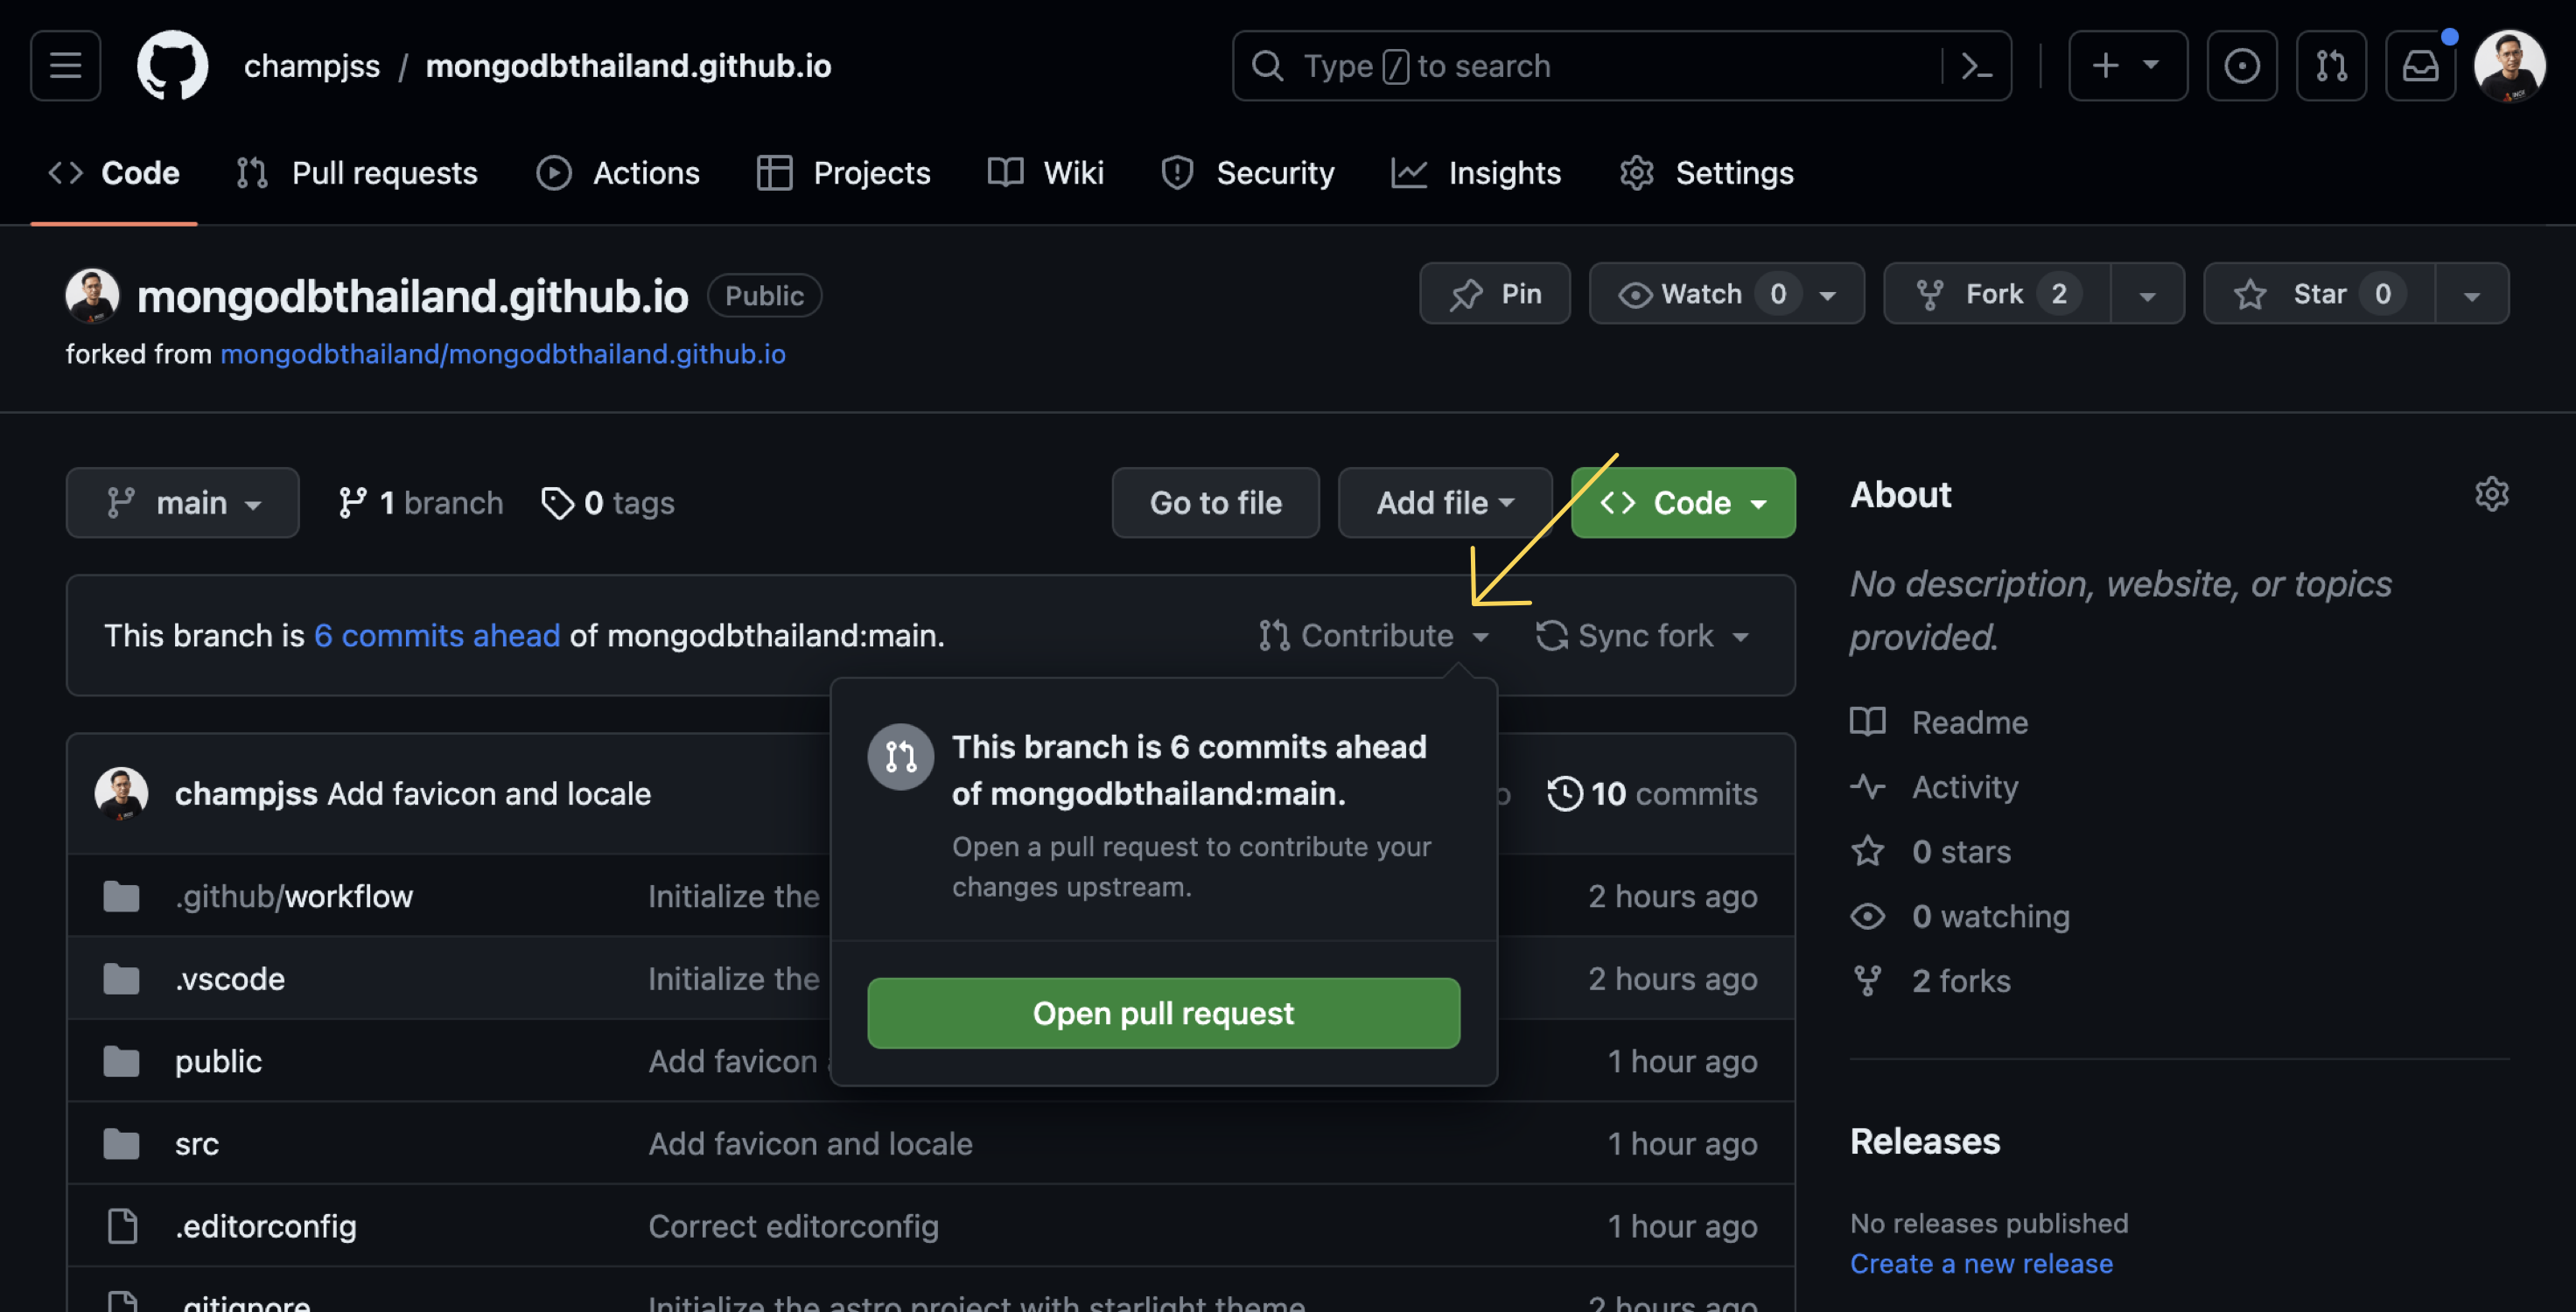 champjss / mongodbthailand.github.io
Type / to search
Code Pull requests Actions Projects Wiki Security Insights Settings
mongodbthailand.github.io Public
Pin Watch 0 Fork 2 Star 0
forked from mongodbthailand/mongodbthailand.github.io
main 1 branch 0 tags Go to file Add file Code
This branch is 6 commits ahead of mongodbthailand:main. Contribute Sync fork
This branch is 6 commits ahead
of mongodbthailand:main.
Open a pull request to contribute your
changes upstream.
Open pull request
champjss Add favicon and locale 10 commits
.github/workflow Initialize the 2 hours ago
.vscode Initialize the 2 hours ago
public Add favicon 1 hour ago
src Add favicon and locale 1 hour ago
.editorconfig Correct editorconfig 1 hour ago
.gitignore Initialize the astro project with starlight theme 2 hours ago
About
No description, website, or topics
provided.
Readme
Activity
0 stars
0 watching
2 forks
Releases
No releases published
Create a new release